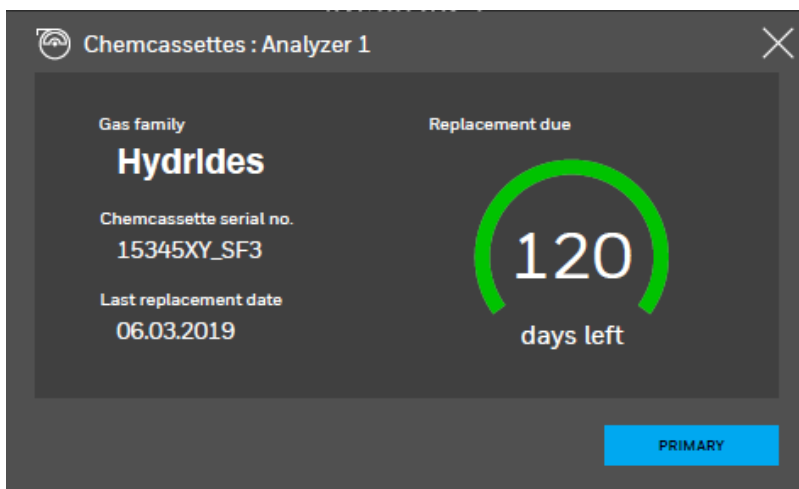 Chemcassettes : Analyzer 1
Gas family
HydrIdes
Chemcassette serial no.
15345XY_SF3
Last replacement date
06.03.2019
Replacement due
120
days left
PRIMARY